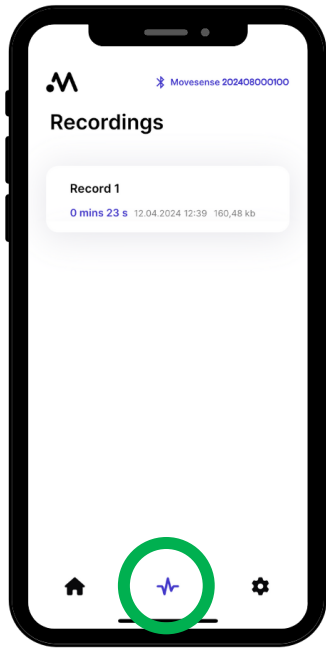 Movesense 202408000100
Recordings
Record 1
0 mins 23 s 12.04.2024 12:39 160,48 kb